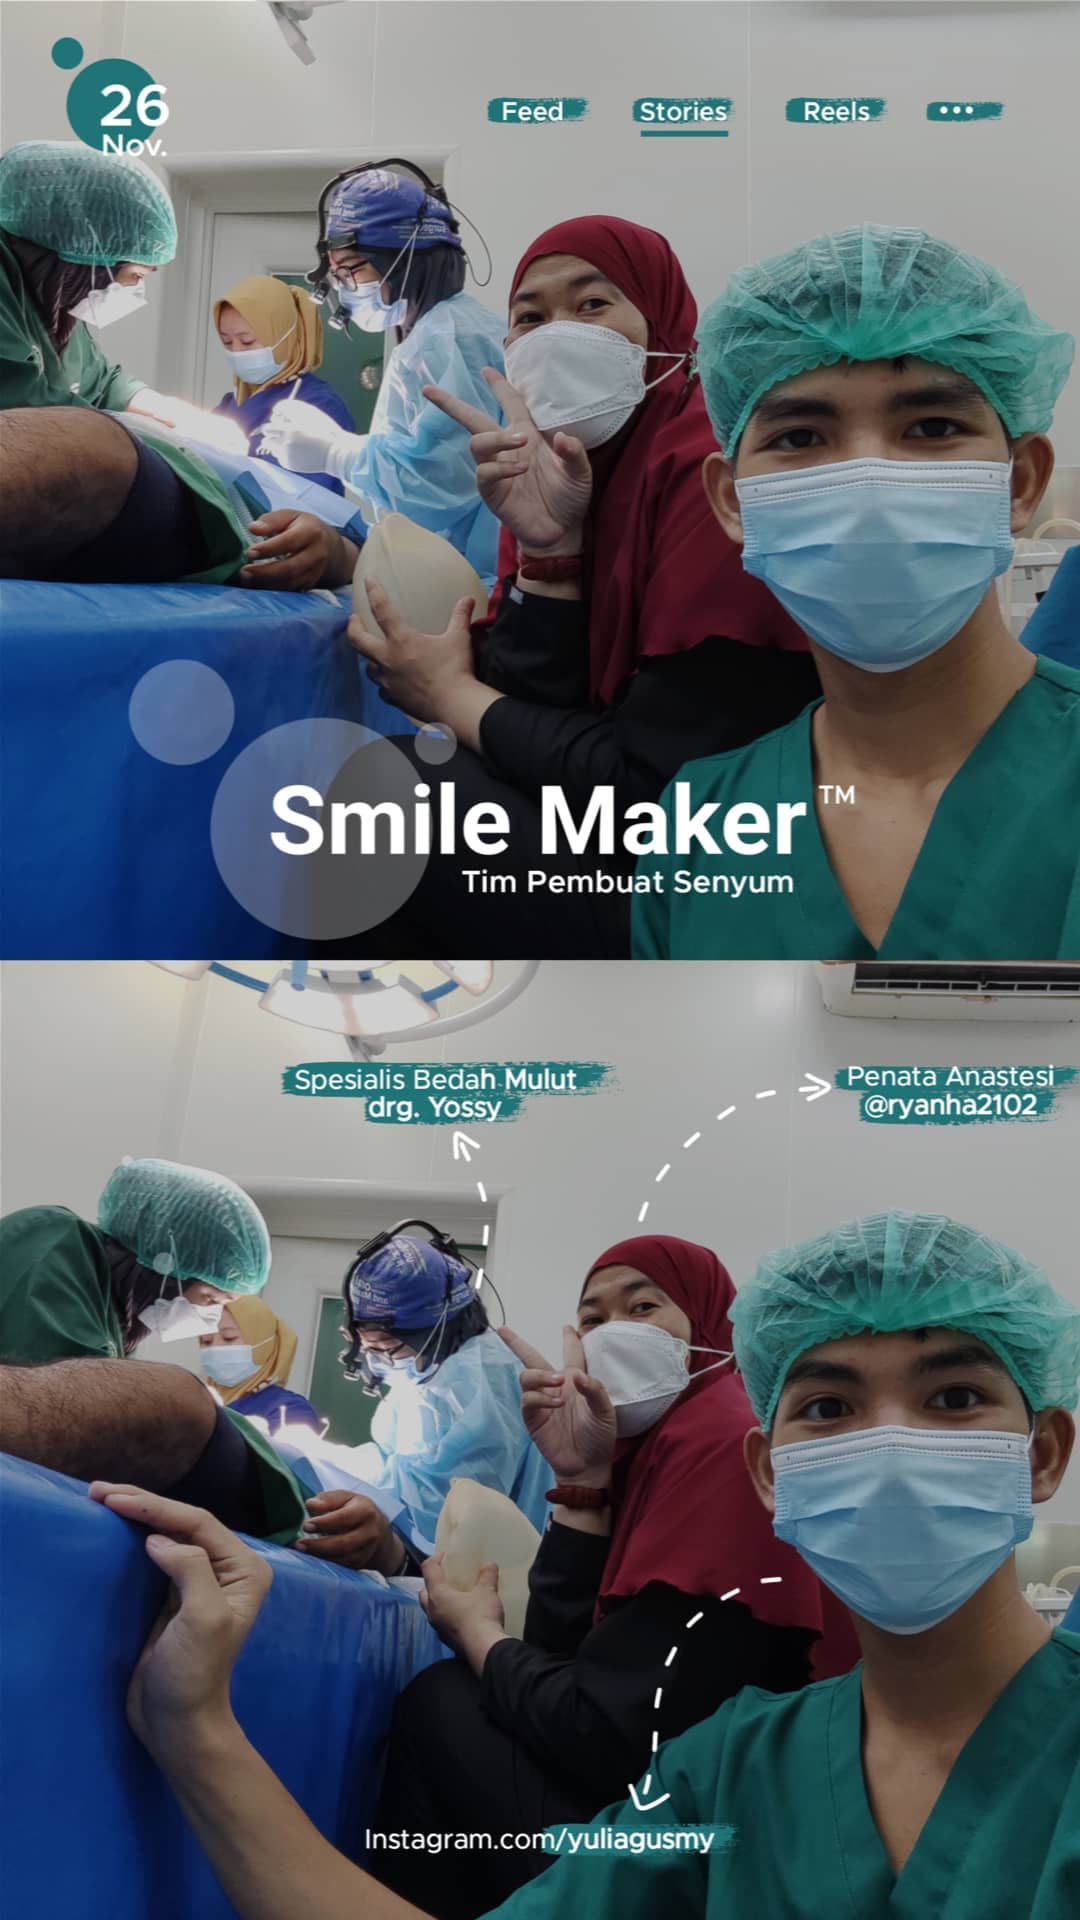 26
Nov.
Feed Stories Reels •••
Smile Maker™
Tim Pembuat Senyum
Spesialis Bedah Mulut
drg. Yossy
Penata Anastesi
@ryanha2102
Instagram.com/yuliagusmy